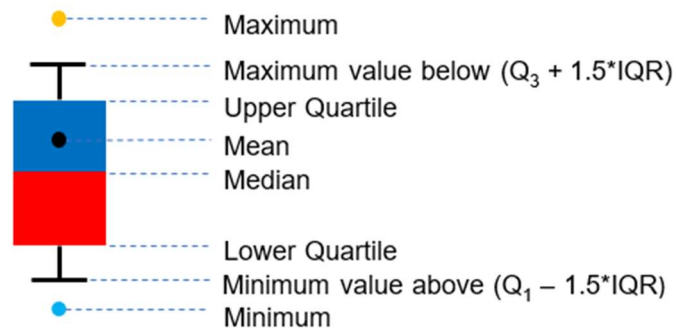 Maximum
Maximum value below (Q₃ + 1.5*IQR)
Upper Quartile
Mean
Median
Lower Quartile
Minimum value above (Q₁ – 1.5*IQR)
Minimum